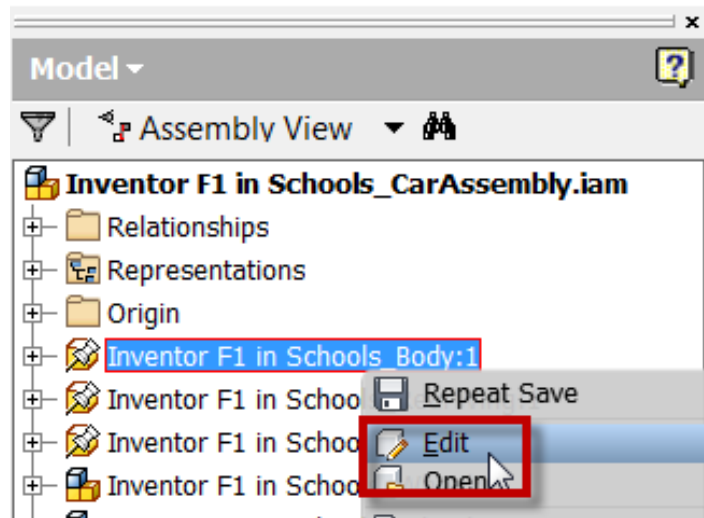 Model
Assembly View
Inventor F1 in Schools_CarAssembly.iam
Relationships
Representations
Origin
Inventor F1 in Schools_Body:1
Inventor F1 in Schoo
Repeat Save
Inventor F1 in Schoo
Edit
Inventor F1 in Schoo
Open